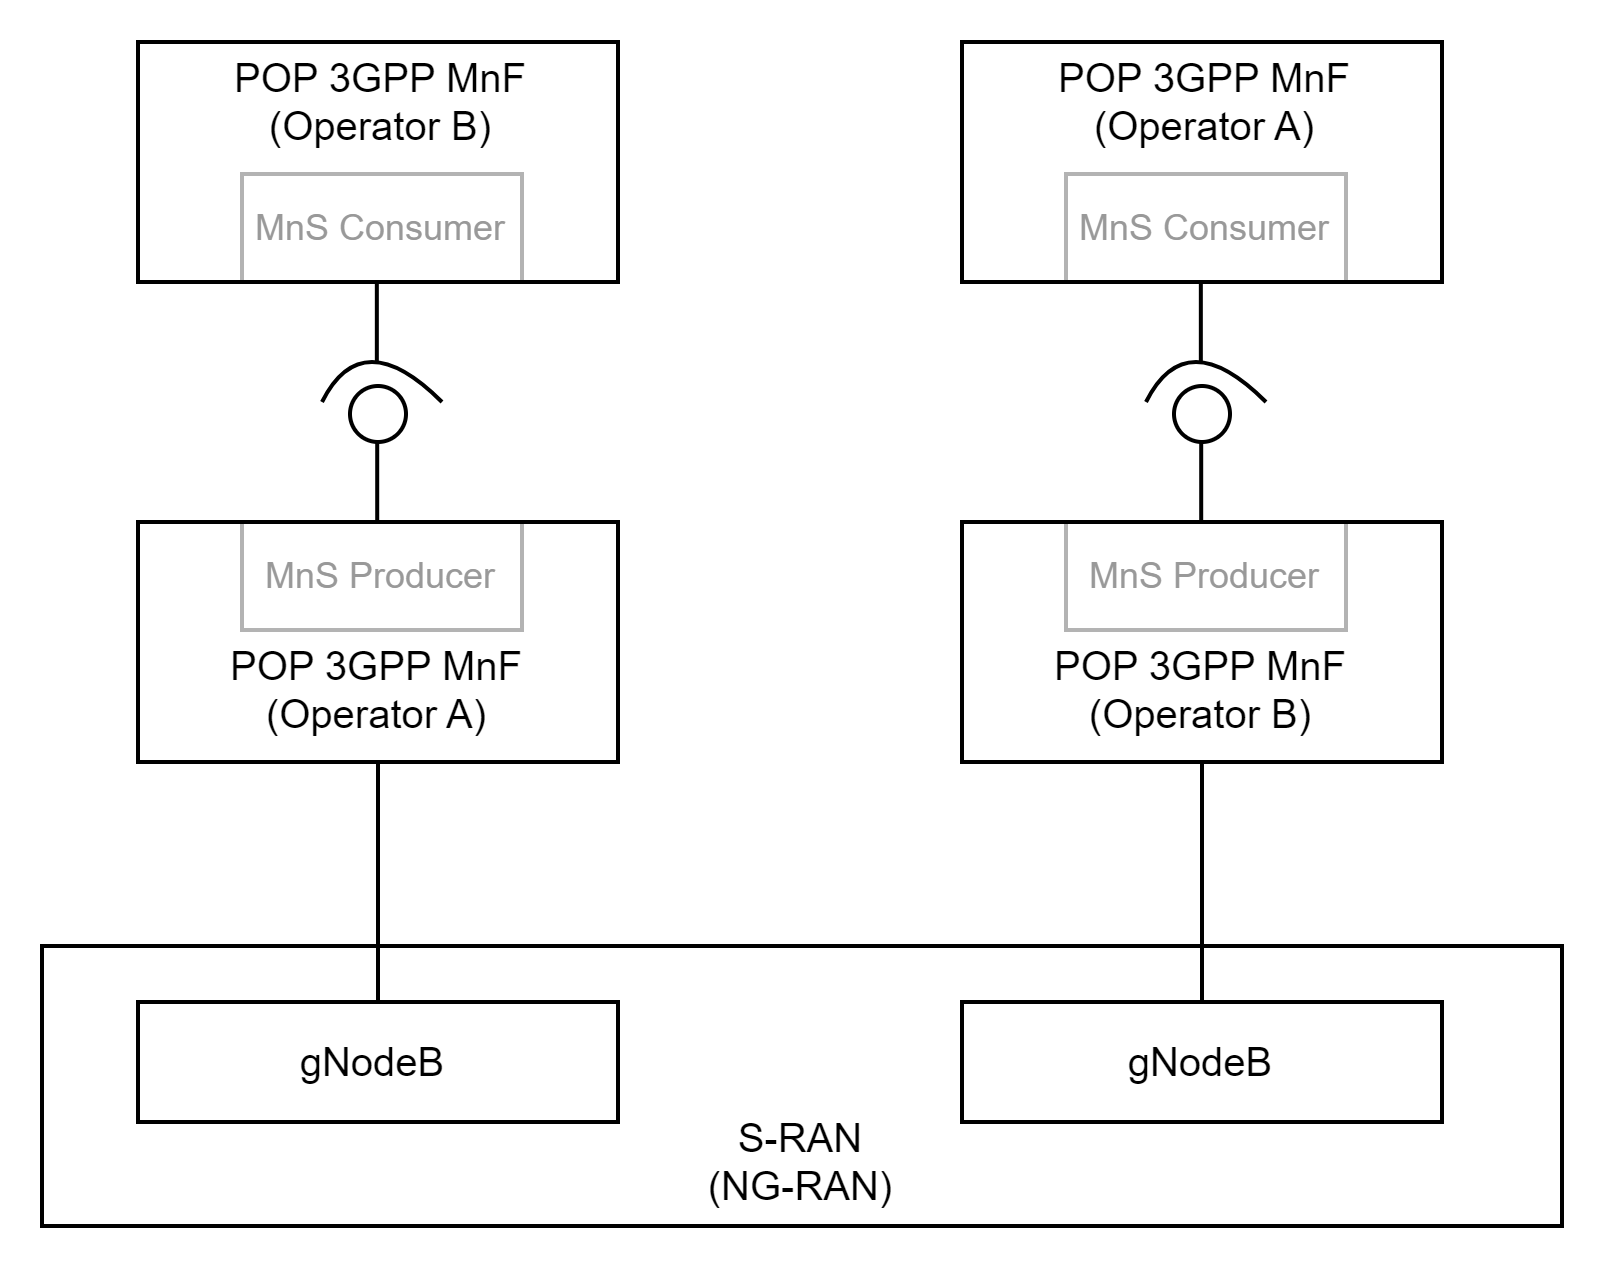 POP 3GPP MnF
(Operator B)
MnS Consumer
POP 3GPP MnF
(Operator A)
MnS Consumer
MnS Producer
POP 3GPP MnF
(Operator A)
MnS Producer
POP 3GPP MnF
(Operator B)
gNodeB
gNodeB
S-RAN
(NG-RAN)